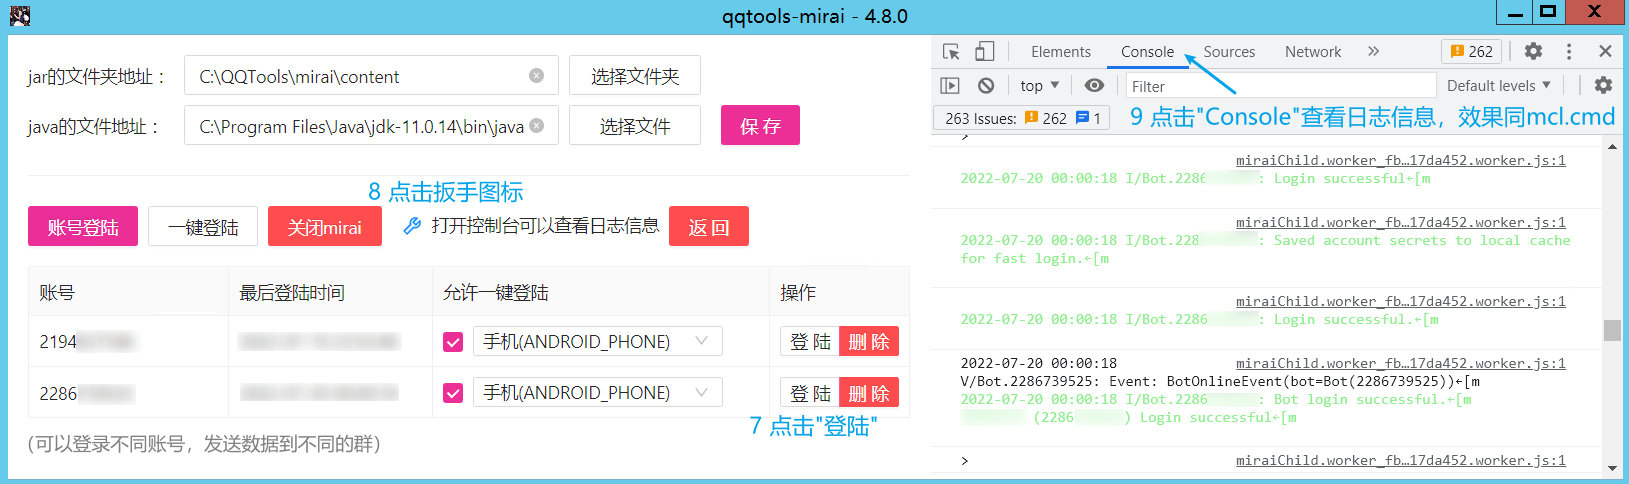 qqtools-mirai - 4.8.0
jar的文件夹地址：
C:\QQTools\mirai\content
选择文件夹
java的文件地址：
C:\Program Files\Java\jdk-11.0.14\bin\java
选择文件
保 存
8 点击扳手图标
账号登陆
一键登陆
关闭mirai
打开控制台可以查看日志信息
返 回
账号
最后登陆时间
允许一键登陆
操作
2194
手机(ANDROID_PHONE)
登 陆
删 除
2286
手机(ANDROID_PHONE)
登 陆
删 除
7 点击"登陆"
(可以登录不同账号，发送数据到不同的群)
Elements
Console
Sources
Network
»
262
top
Filter
Default levels
263 Issues:
262
1
9 点击"Console"查看日志信息，效果同mcl.cmd
>
miraiChild.worker_fb…17da452.worker.js:1
2022-07-20 00:00:18 I/Bot.2286 : Login successful←[m
miraiChild.worker_fb…17da452.worker.js:1
2022-07-20 00:00:18 I/Bot.228 : Saved account secrets to local cache
for fast login.←[m
miraiChild.worker_fb…17da452.worker.js:1
2022-07-20 00:00:18 I/Bot.2286 : Login successful.←[m
2022-07-20 00:00:18
miraiChild.worker_fb…17da452.worker.js:1
V/Bot.2286739525: Event: BotOnlineEvent(bot=Bot(2286739525))←[m
2022-07-20 00:00:18 I/Bot.2286 : Bot login successful.←[m
(2286 ) Login successful←[m
>
miraiChild.worker_fb…17da452.worker.js:1